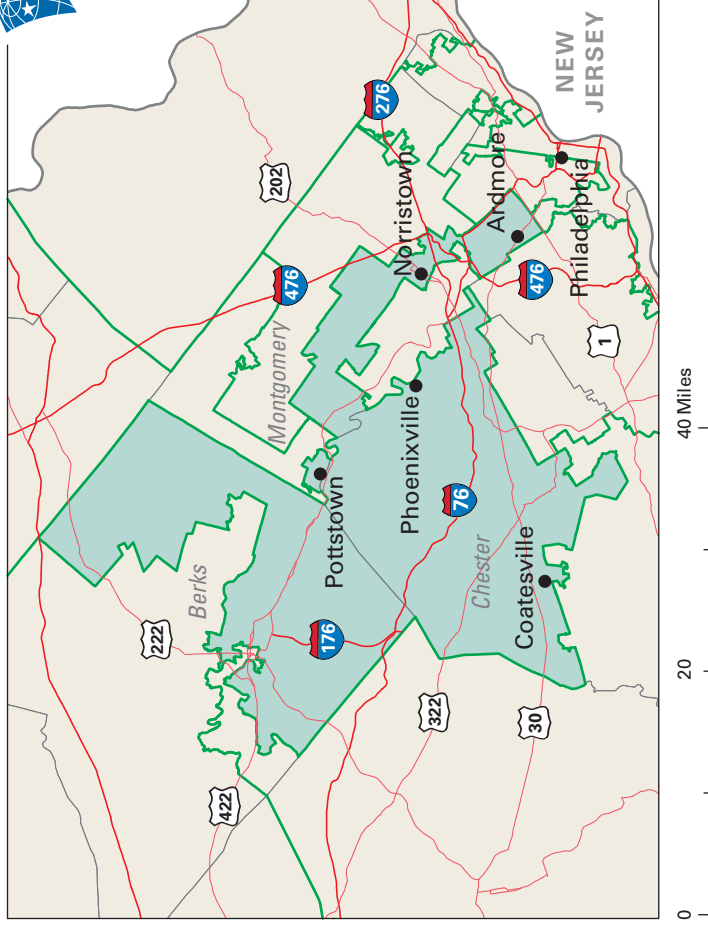 NEW
JERSEY
276
202
Norristown
Ardmore
Philadelphia
476
476
Montgomery
1
Phoenixville
Pottstown
76
Chester
Coatesville
Berks
222
176
322
30
422
0
20
40 Miles